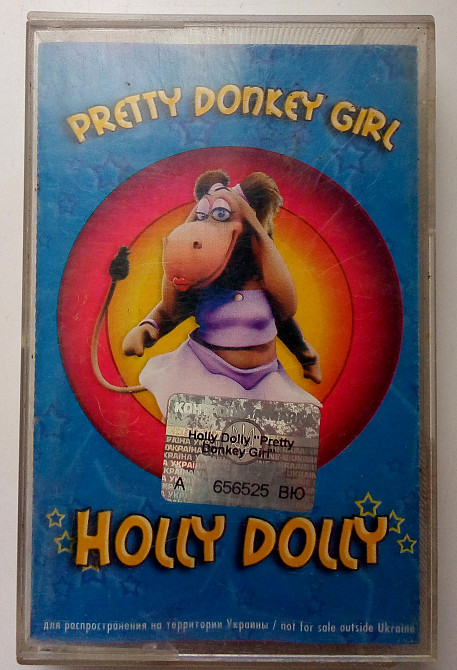 PRETTY DONKEY GIRL
Holly Dolly "Pretty
Donkey Girl"
А 656525 ВЮ
HOLLY DOLLY
для распространения на территории Украины / not for sale outside Ukraine